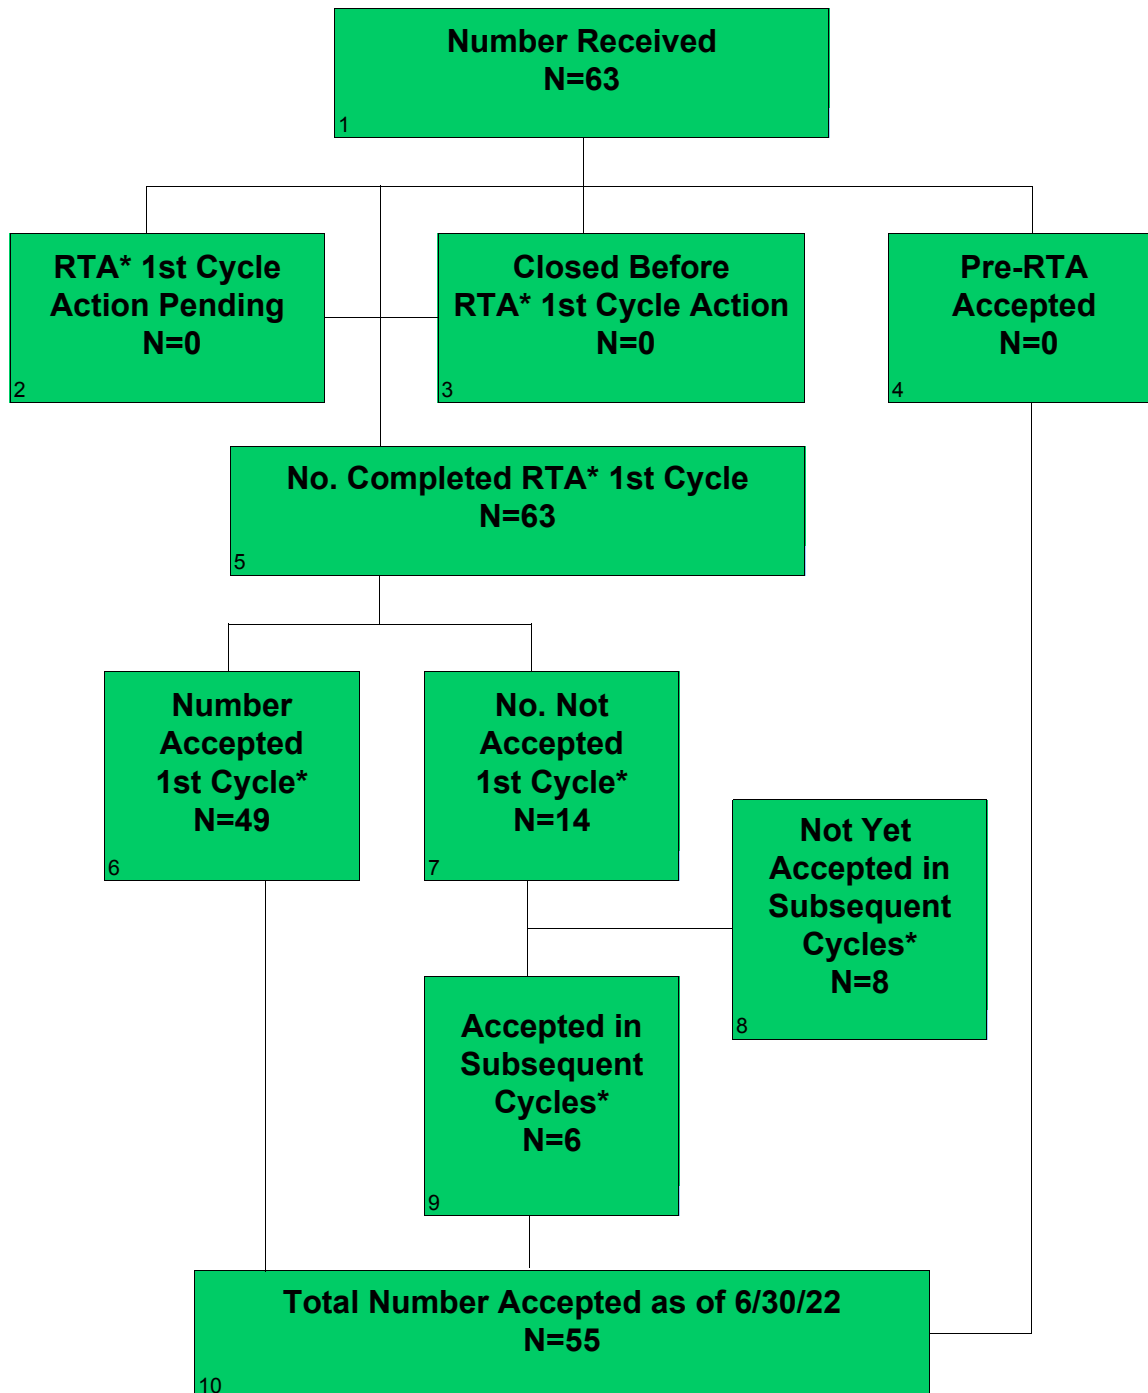 Number Received
N=63
1
RTA* 1st Cycle
Action Pending
N=0
2
Closed Before
RTA* 1st Cycle Action
N=0
3
Pre-RTA
Accepted
N=0
4
No. Completed RTA* 1st Cycle
N=63
5
Number
Accepted
1st Cycle*
N=49
6
No. Not
Accepted
1st Cycle*
N=14
7
Not Yet
Accepted in
Subsequent
Cycles*
N=8
8
Accepted in
Subsequent
Cycles*
N=6
9
Total Number Accepted as of 6/30/22
N=55
10